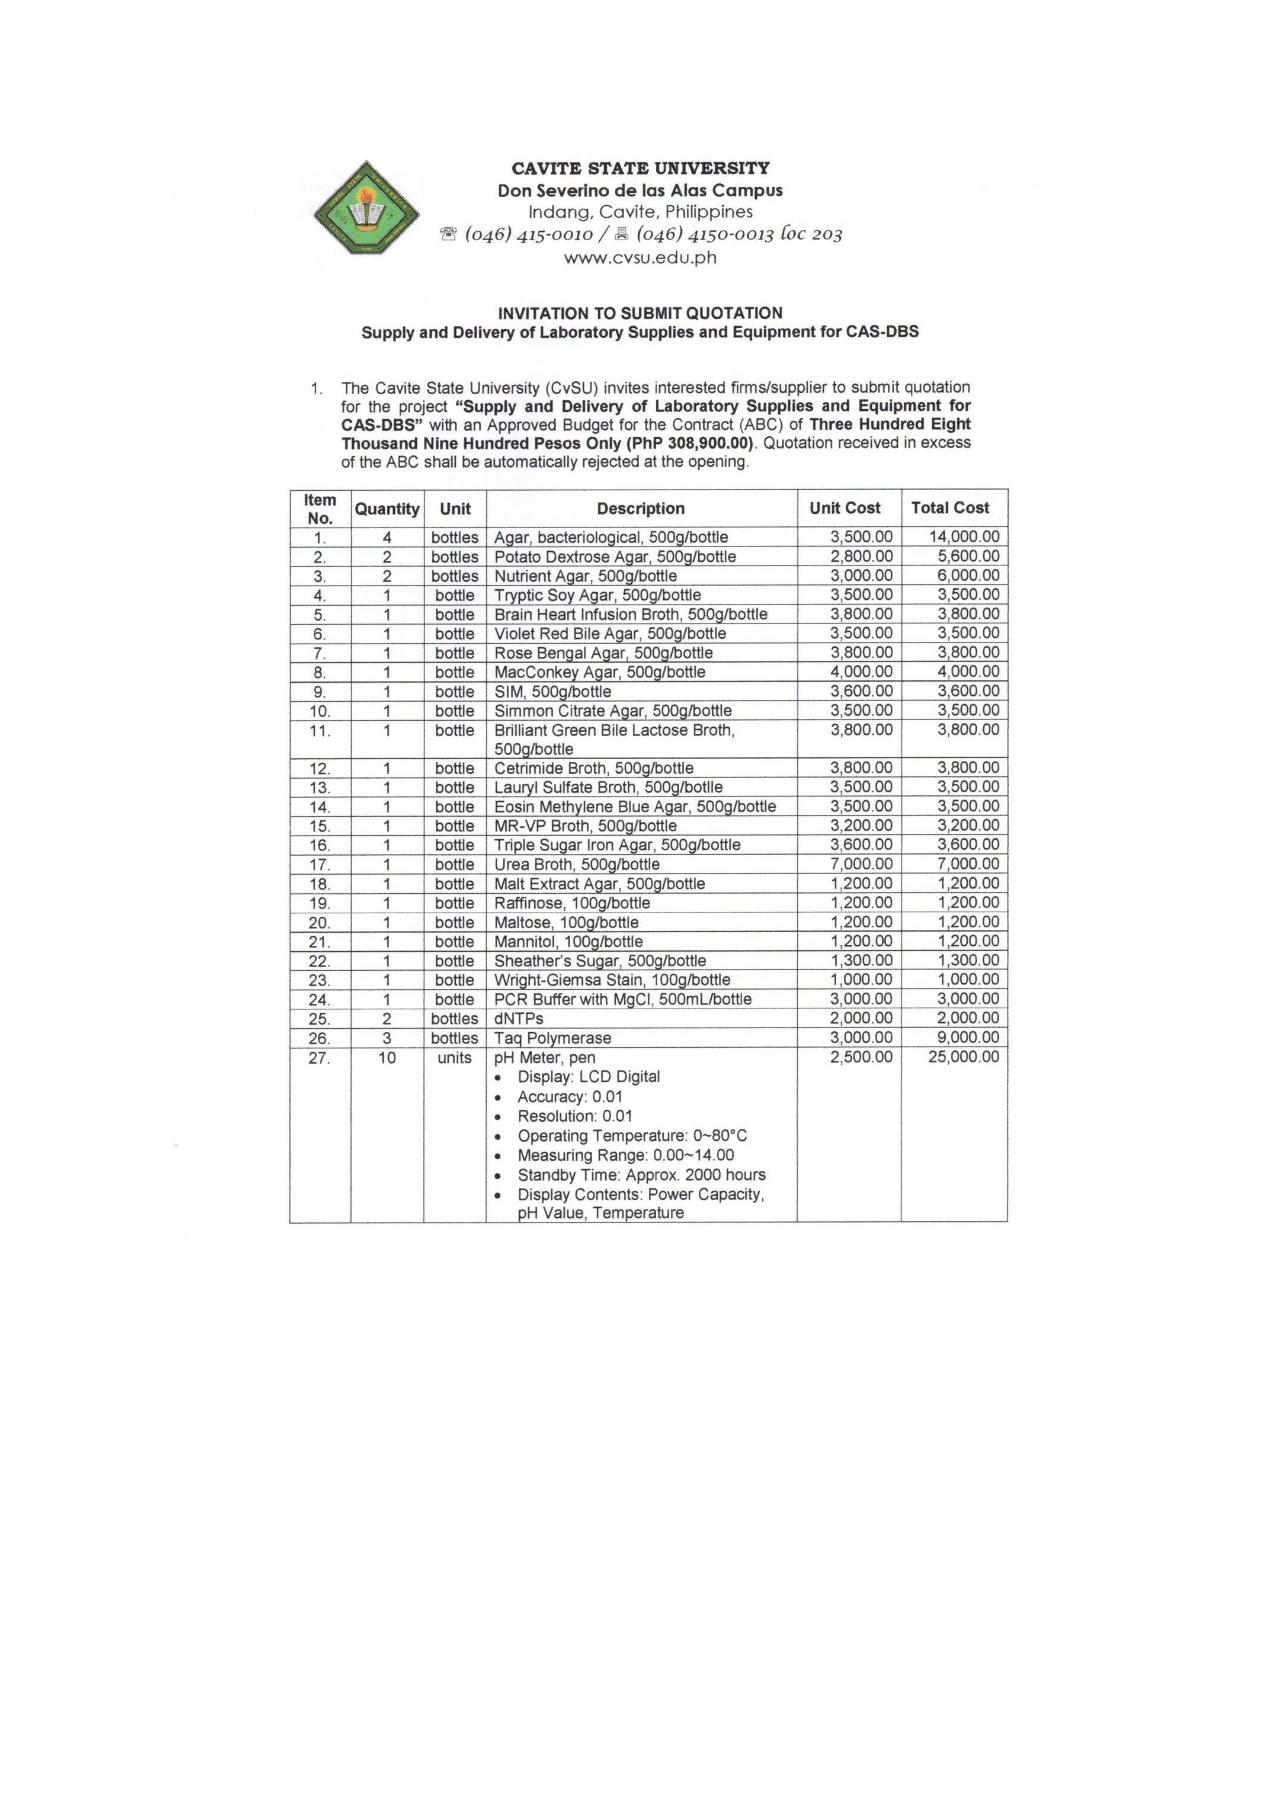 CAVITE STATE UNIVERSITY
Don Severino de las Alas Campus
Indang, Cavite, Philippines
(046) 415-0010 / (046) 4150-0013 loc 203
www.cvsu.edu.ph
INVITATION TO SUBMIT QUOTATION
Supply and Delivery of Laboratory Supplies and Equipment for CAS-DBS
1. The Cavite State University (CvSU) invites interested firms/supplier to submit quotation
for the project “Supply and Delivery of Laboratory Supplies and Equipment for
CAS-DBS” with an Approved Budget for the Contract (ABC) of Three Hundred Eight
Thousand Nine Hundred Pesos Only (PhP 308,900.00). Quotation received in excess
of the ABC shall be automatically rejected at the opening.
Item No. Quantity Unit Description Unit Cost Total Cost
1. 4 bottles Agar, bacteriological, 500g/bottle 3,500.00 14,000.00
2. 2 bottles Potato Dextrose Agar, 500g/bottle 2,800.00 5,600.00
3. 2 bottles Nutrient Agar, 500g/bottle 3,000.00 6,000.00
4. 1 bottle Tryptic Soy Agar, 500g/bottle 3,500.00 3,500.00
5. 1 bottle Brain Heart Infusion Broth, 500g/bottle 3,800.00 3,800.00
6. 1 bottle Violet Red Bile Agar, 500g/bottle 3,500.00 3,500.00
7. 1 bottle Rose Bengal Agar, 500g/bottle 3,800.00 3,800.00
8. 1 bottle MacConkey Agar, 500g/bottle 4,000.00 4,000.00
9. 1 bottle SIM, 500g/bottle 3,600.00 3,600.00
10. 1 bottle Simmon Citrate Agar, 500g/bottle 3,500.00 3,500.00
11. 1 bottle Brilliant Green Bile Lactose Broth, 3,800.00 3,800.00
500g/bottle
12. 1 bottle Cetrimide Broth, 500g/bottle 3,800.00 3,800.00
13. 1 bottle Lauryl Sulfate Broth, 500g/botlle 3,500.00 3,500.00
14. 1 bottle Eosin Methylene Blue Agar, 500g/bottle 3,500.00 3,500.00
15. 1 bottle MR-VP Broth, 500g/bottle 3,200.00 3,200.00
16. 1 bottle Triple Sugar Iron Agar, 500g/bottle 3,600.00 3,600.00
17. 1 bottle Urea Broth, 500g/bottle 7,000.00 7,000.00
18. 1 bottle Malt Extract Agar, 500g/bottle 1,200.00 1,200.00
19. 1 bottle Raffinose, 100g/bottle 1,200.00 1,200.00
20. 1 bottle Maltose, 100g/bottle 1,200.00 1,200.00
21. 1 bottle Mannitol, 100g/bottle 1,200.00 1,200.00
22. 1 bottle Sheather's Sugar, 500g/bottle 1,300.00 1,300.00
23. 1 bottle Wright-Giemsa Stain, 100g/bottle 1,000.00 1,000.00
24. 1 bottle PCR Buffer with MgCl, 500mL/bottle 3,000.00 3,000.00
25. 2 bottles dNTPs 2,000.00 2,000.00
26. 3 bottles Taq Polymerase 3,000.00 9,000.00
27. 10 units pH Meter, pen 2,500.00 25,000.00
• Display: LCD Digital
• Accuracy: 0.01
• Resolution: 0.01
• Operating Temperature: 0~80°C
• Measuring Range: 0.00~14.00
• Standby Time: Approx. 2000 hours
• Display Contents: Power Capacity,
pH Value, Temperature